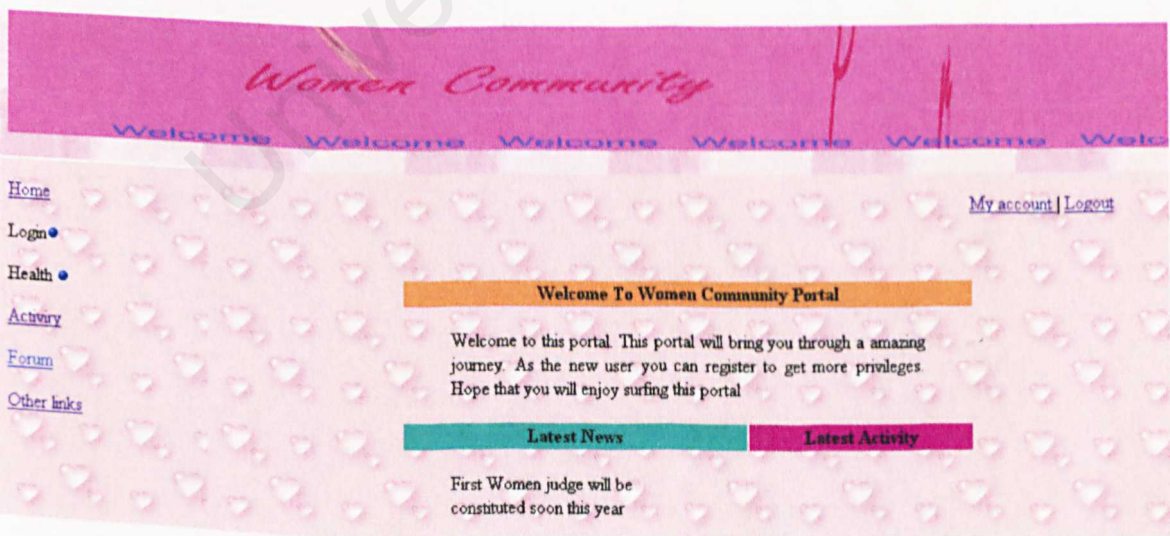 Women Community
Welcome Welcome Welcome Welcome Welcome Welc
Home
My account | Logout
Login
Health
Activiry
Forum
Other links
Welcome To Women Community Portal
Welcome to this portal. This portal will bring you through a amazing
journey. As the new user you can register to get more privileges.
Hope that you will enjoy surfing this portal
Latest News Latest Activity
First Women judge will be
constituted soon this year
Unive